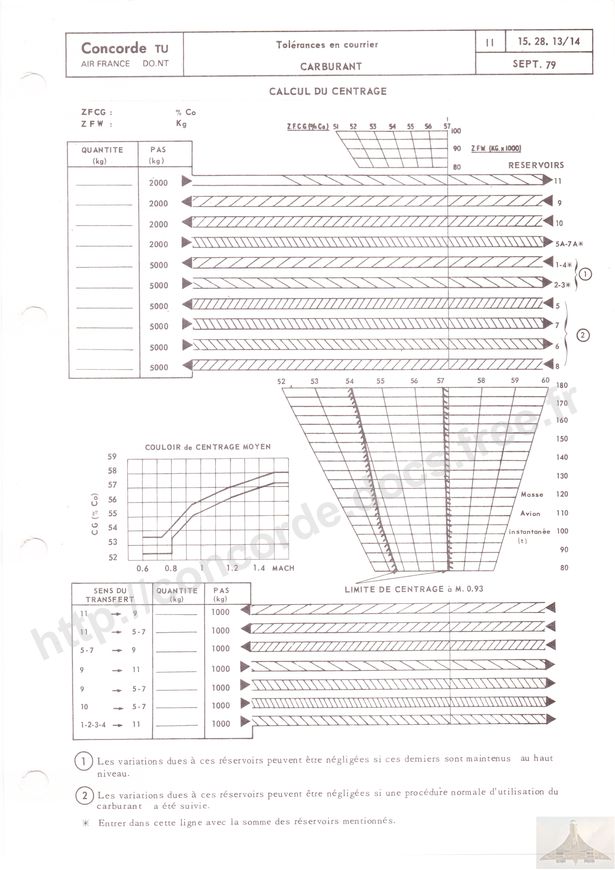 Concorde TU
AIR FRANCE DO.NT
Tolérances en courrier
CARBURANT
11 15. 28. 13/14
SEPT. 79
CALCUL DU CENTRAGE
ZFCG : % Co
ZFW : Kg
ZFCG (% Co) 51 52 53 54 55 56 57
100
90 ZFW (KG x 1000)
80
QUANTITE (kg) PAS (kg)
RESERVOIRS
2000 11
2000 9
2000 10
2000 5A-7A*
5000 1-4*
1
5000 2-3*
5000 5
5000 7
2
5000 6
5000 8
52 53 54 55 56 57 58 59 60
180
170
160
150
140
130
Masse 120
Avion 110
instantanée 100
(t) 90
80
COULOIR de CENTRAGE MOYEN
CG (% Co)
59
58
57
56
55
54
53
52
0.6 0.8 1 1.2 1.4 MACH
LIMITE DE CENTRAGE à M. 0.93
SENS DU TRANSFERT QUANTITE (kg) PAS (kg)
11 → 9 1000
11 → 5-7 1000
5-7 → 9 1000
9 → 11 1000
9 → 5-7 1000
10 → 5-7 1000
1-2-3-4 → 11 1000
1 Les variations dues à ces réservoirs peuvent être négligées si ces derniers sont maintenus au haut
niveau.
2 Les variations dues à ces réservoirs peuvent être négligées si une procédure normale d'utilisation du
carburant a été suivie.
* Entrer dans cette ligne avec la somme des réservoirs mentionnés.
http://concorde.docs.free.fr